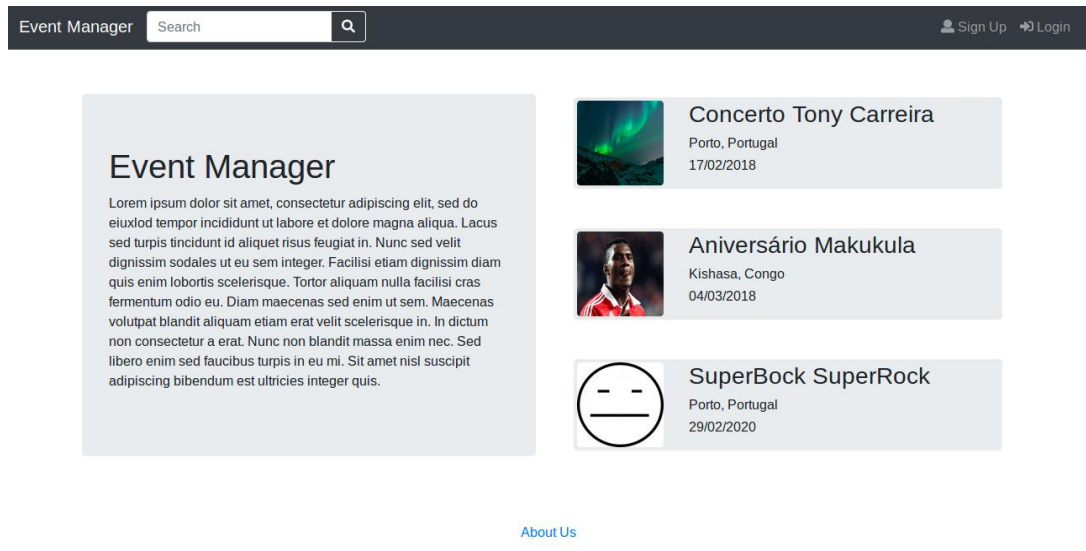 Event Manager
Search
Sign Up
Login
Event Manager
Lorem ipsum dolor sit amet, consectetur adipiscing elit, sed do
eiuxlod tempor incididunt ut labore et dolore magna aliqua. Lacus
sed turpis tincidunt id aliquet risus feugiat in. Nunc sed velit
dignissim sodales ut eu sem integer. Facilisi etiam dignissim diam
quis enim lobortis scelerisque. Tortor aliquam nulla facilisi cras
fermentum odio eu. Diam maecenas sed enim ut sem. Maecenas
volutpat blandit aliquam etiam erat velit scelerisque in. In dictum
non consectetur a erat. Nunc non blandit massa enim nec. Sed
libero enim sed faucibus turpis in eu mi. Sit amet nisl suscipit
adipiscing bibendum est ultricies integer quis.
Concerto Tony Carreira
Porto, Portugal
17/02/2018
Aniversário Makukula
Kishasa, Congo
04/03/2018
SuperBock SuperRock
Porto, Portugal
29/02/2020
About Us